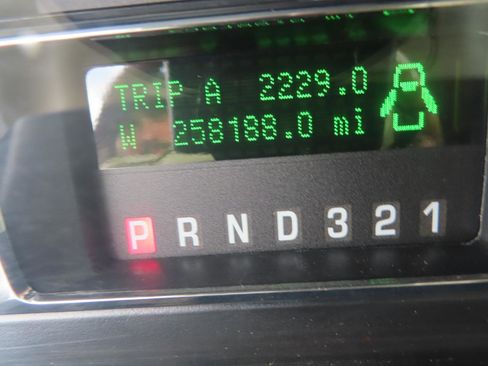 TRIP A 2229.0
W 258188.0 mi
P R N D 3 2 1